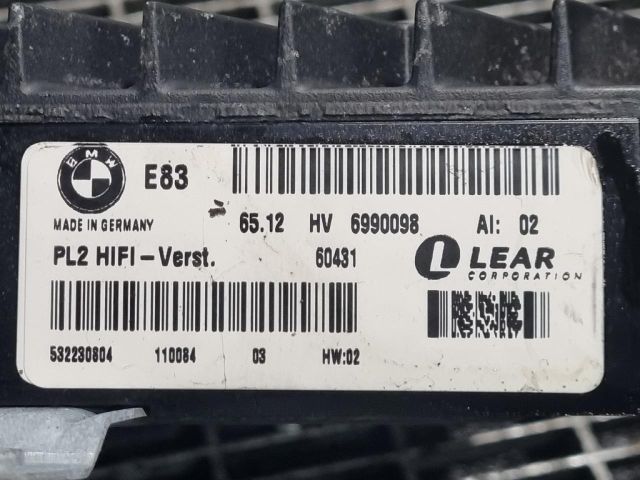 BMW
E83
MADE IN GERMANY
65.12 HV 6990098 AI: 02
PL2 HIFI-Verst. 60431
LEAR
CORPORATION
532230804 110084 03 HW:02